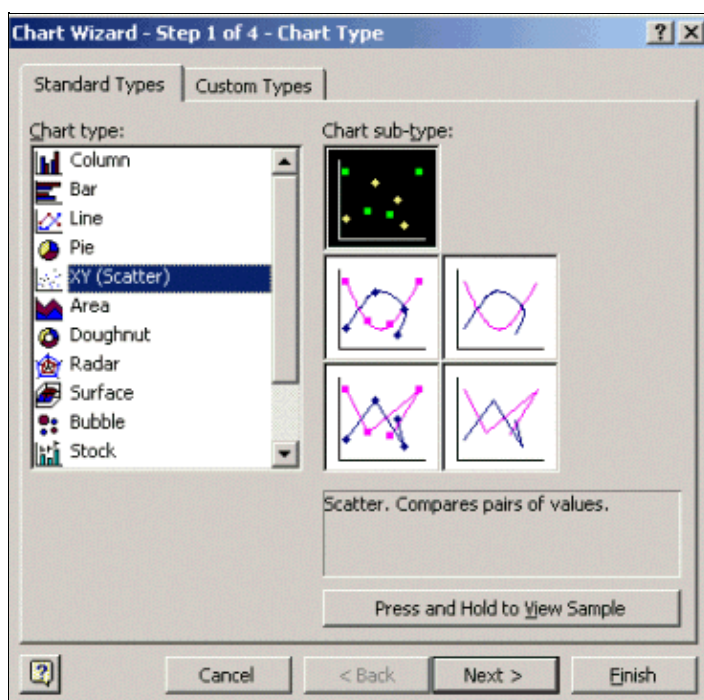 Chart Wizard - Step 1 of 4 - Chart Type
Standard Types
Custom Types
Chart type:
Column
Bar
Line
Pie
XY (Scatter)
Area
Doughnut
Radar
Surface
Bubble
Stock
Chart sub-type:
Scatter. Compares pairs of values.
Press and Hold to View Sample
Cancel
< Back
Next >
Finish